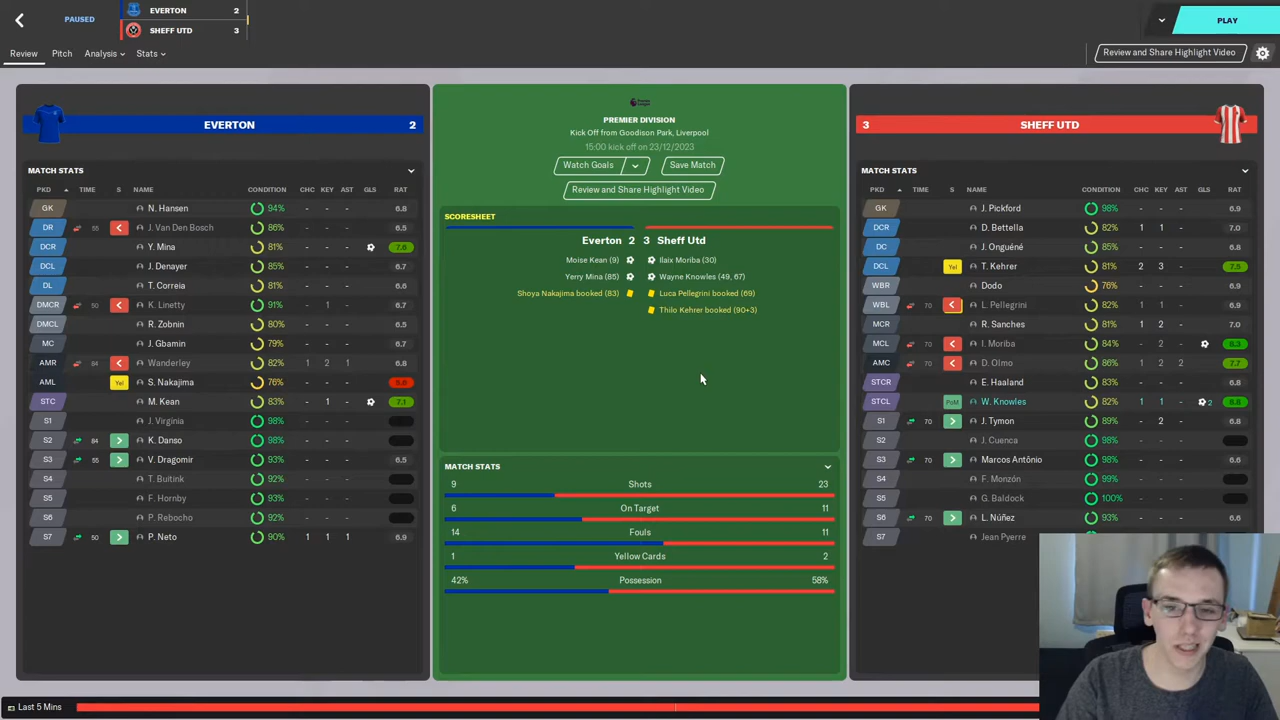 PAUSED
EVERTON 2
SHEFF UTD 3
PLAY
Review Pitch Analysis Stats
Review and Share Highlight Video
EVERTON 2
MATCH STATS
PKD TIME S NAME CONDITION CHC KEY AST GLS RAT
GK N. Hansen 94% - - - 6.8
DR 55 J. Van Den Bosch 86% - - - 6.5
DCR Y. Mina 81% - - - 7.6
DCL J. Denayer 85% - - - 6.7
DL T. Correia 81% - - - 6.6
DMCR 50 K. Linetty 91% - 1 - 6.7
DMCL R. Zobnin 80% - - - 6.5
MC J. Gbamin 79% - - - 6.7
AMR 84 Wanderley 82% 1 2 1 6.8
AML Yel S. Nakajima 76% - - -
STC M. Kean 83% - 1 - 7.1
S1 J. Virgínia 98% - - -
S2 84 K. Danso 98% - - -
S3 55 V. Dragomir 93% - - - 6.5
S4 T. Buitink 92% - - -
S5 F. Hornby 93% - - -
S6 P. Rebocho 92% - - -
S7 50 P. Neto 90% 1 1 1 6.9
PREMIER DIVISION
Kick Off from Goodison Park, Liverpool
15:00 kick off on 23/12/2023
Watch Goals Save Match
Review and Share Highlight Video
SCORESHEET
Everton 2 3 Sheff Utd
Moise Kean (9) Ilaix Moriba (30)
Yerry Mina (85) Wayne Knowles (49, 67)
Shoya Nakajima booked (83) Luca Pellegrini booked (69)
Thilo Kehrer booked (90+3)
MATCH STATS
9 Shots 23
6 On Target 11
14 Fouls 11
1 Yellow Cards 2
42% Possession 58%
3 SHEFF UTD
MATCH STATS
PKD TIME S NAME CONDITION CHC KEY AST GLS RAT
GK J. Pickford 98% - - - 6.9
DCR D. Bettella 82% 1 1 - 7.0
DC J. Onguéné 85% - - - 6.8
DCL Yel T. Kehrer 81% 2 3 - 7.5
WBR Dodo 76% - - - 6.9
WBL 70 L. Pellegrini 82% 1 1 - 6.9
MCR R. Sanches 81% 1 2 - 7.0
MCL 70 I. Moriba 84% - 2 - 8.3
AMC 70 D. Olmo 86% - 2 2 7.7
STCR E. Haaland 83% - - - 6.8
STCL PoM W. Knowles 82% 1 1 - 2 8.8
S1 70 J. Tymon 89% - 2 - 6.8
S2 J. Cuenca 98% - - -
S3 70 Marcos Antônio 98% - - - 6.6
S4 F. Monzón 99% - - -
S5 G. Baldock 100% - - -
S6 70 L. Núñez 93% - - - 6.6
S7 Jean Pyerre
Last 5 Mins